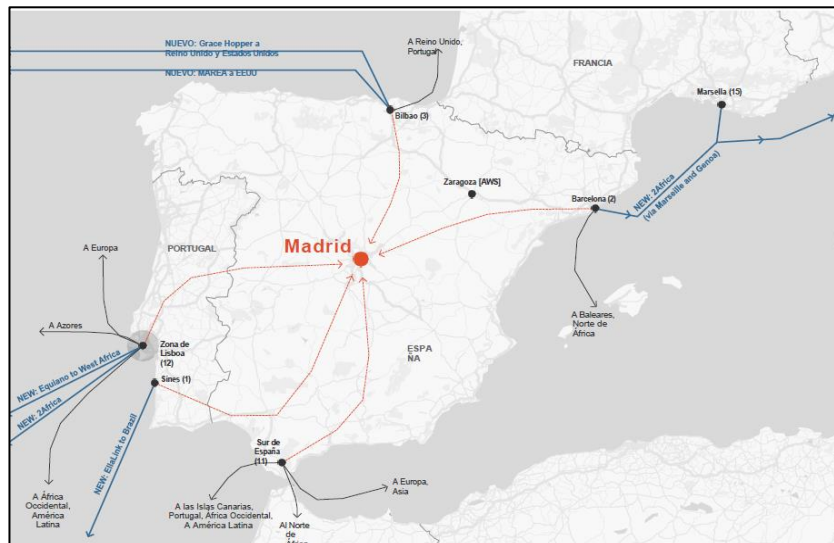 NUEVO: Grace Hopper a
Reino Unido y Estados Unidos
NUEVO: MAREA a EEUU
A Reino Unido,
Portugal
FRANCIA
Marsella (15)
Bilbao (3)
Zaragoza [AWS]
Barcelona (2)
NEW: 2Africa
(via Marseille and Genoa)
Madrid
PORTUGAL
A Europa
A Azores
Zona de
Lisboa
(12)
Sines (1)
NEW: Equiano to West Africa
NEW: 2Africa
NEW: EllaLink to Brazil
A Baleares,
Norte de
África
ESPA
ÑA
Sur de
España
(11)
A África
Occidental,
América
Latina
A las Islas Canarias,
Portugal, África Occidental,
A América Latina
Al Norte
de
África
A Europa,
Asia